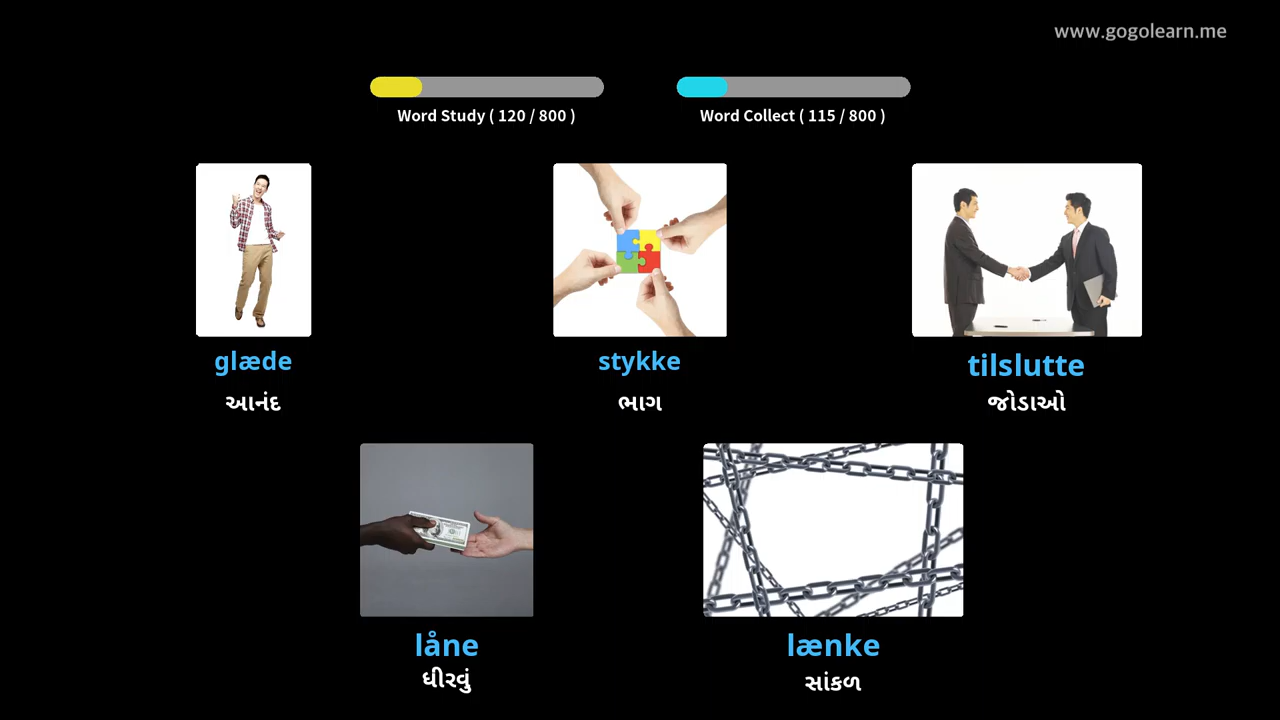 www.gogolearn.me
Word Study ( 120 / 800 )
Word Collect ( 115 / 800 )
glæde
stykke
tilslutte
આનંદ
ભાગ
જોડાઓ
låne
lænke
ધીરવું
સાંકળ